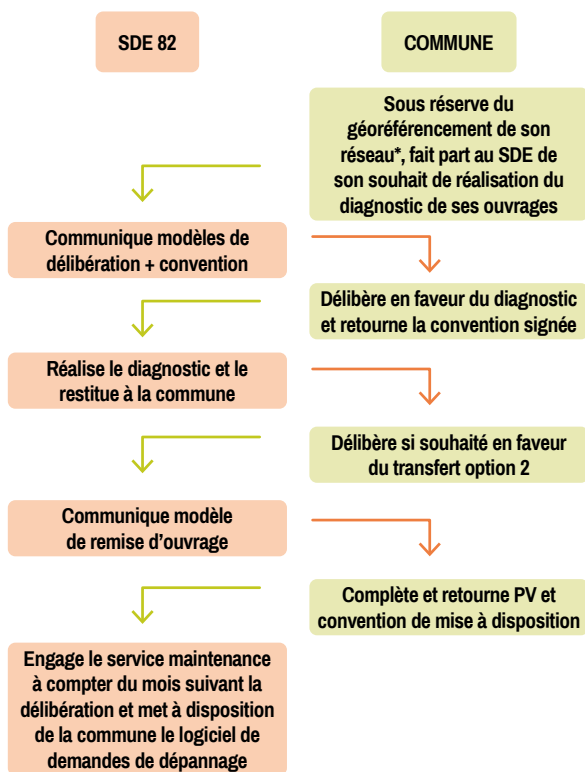 SDE 82
COMMUNE
Sous réserve du
géoréférencement de son
réseau*, fait part au SDE de
son souhait de réalisation du
diagnostic de ses ouvrages
Communique modèles de
délibération + convention
Délibère en faveur du diagnostic
et retourne la convention signée
Réalise le diagnostic et le
restitue à la commune
Délibère si souhaité en faveur
du transfert option 2
Communique modèle
de remise d'ouvrage
Complète et retourne PV et
convention de mise à disposition
Engage le service maintenance
à compter du mois suivant la
délibération et met à disposition
de la commune le logiciel de
demandes de dépannage